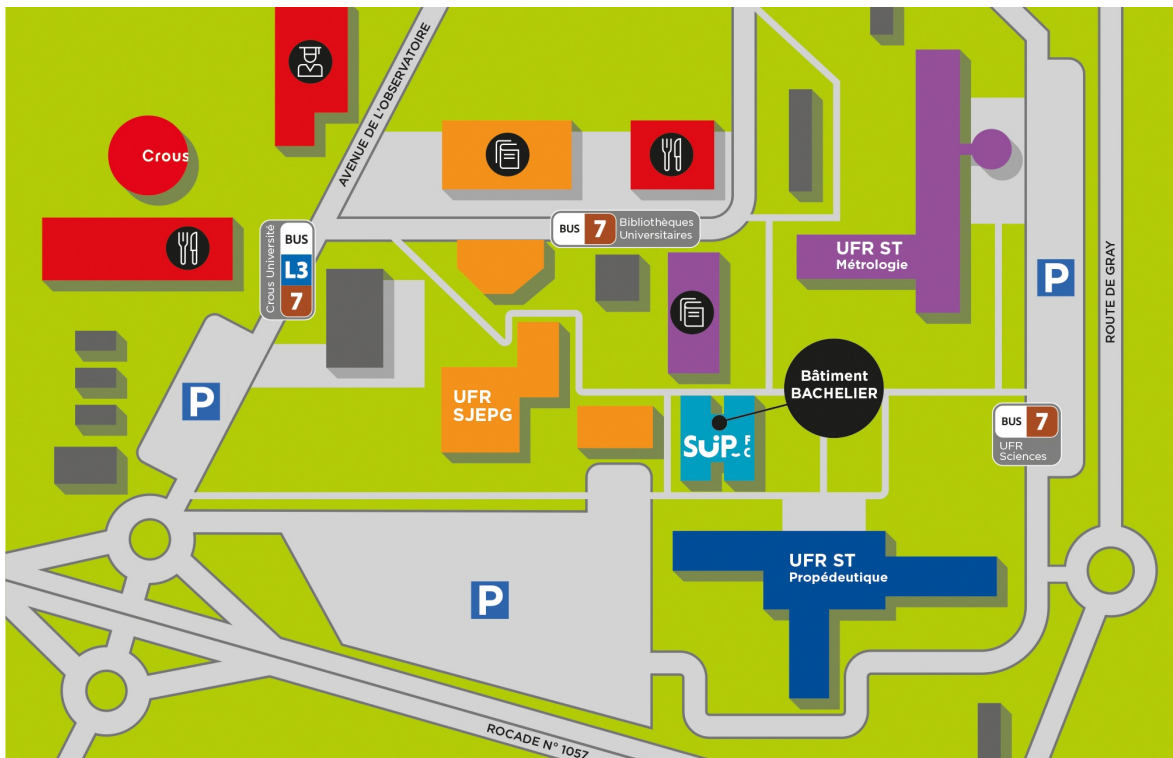 AVENUE DE L'OBSERVATOIRE
Crous
BUS
7
Bibliothèques
Universitaires
Crous Université
BUS
L3
7
UFR ST
Métrologie
P
ROUTE DE GRAY
Bâtiment
BACHELIER
P
UFR
SJEPG
BUS
7
UFR
Sciences
SUP
F
C
UFR ST
Propédeutique
P
ROCADE N° 1057